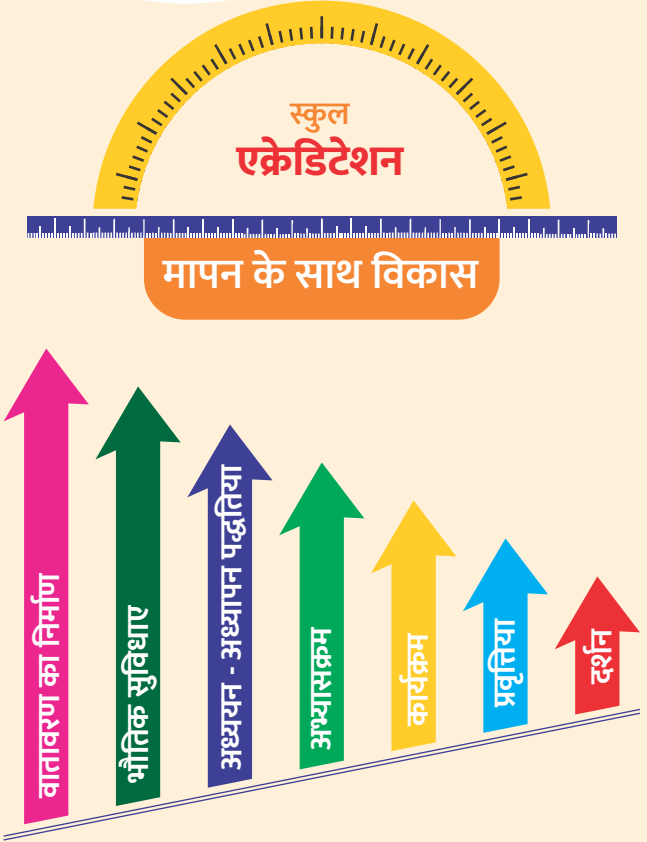 स्कुल
एक्रेडिटेशन
मापन के साथ विकास
वातावरण का निर्माण
भौतिक सुविधाए
अध्ययन - अध्यापन पद्धतिया
अभ्यासक्रम
कार्यक्रम
प्रवृत्तिया
दर्शन